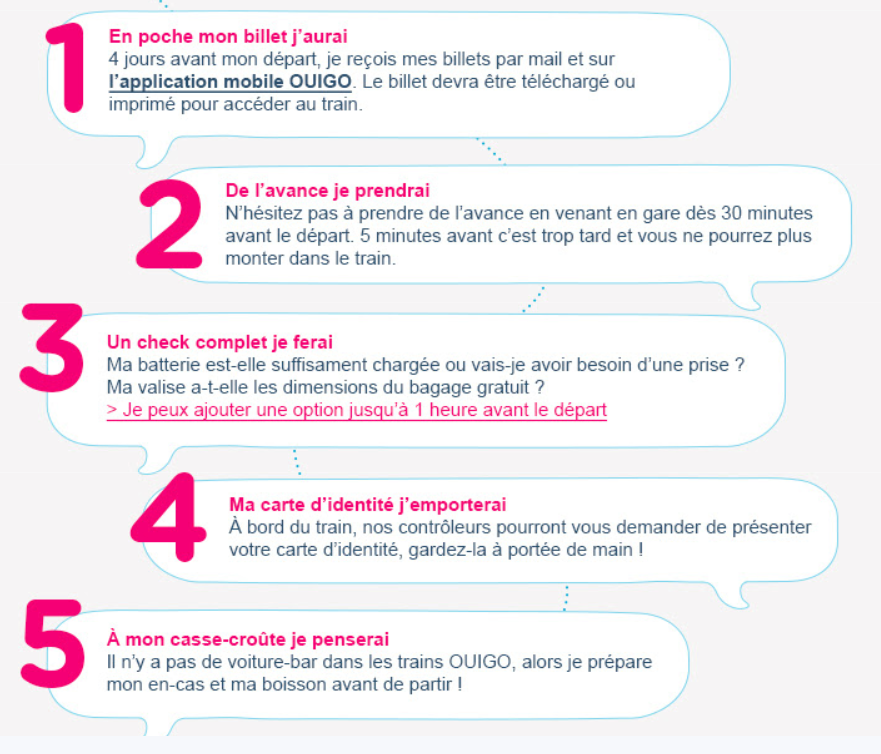 1
En poche mon billet j’aurai
4 jours avant mon départ, je reçois mes billets par mail et sur
l’application mobile OUIGO. Le billet devra être téléchargé ou
imprimé pour accéder au train.
2
De l’avance je prendrai
N’hésitez pas à prendre de l’avance en venant en gare dès 30 minutes
avant le départ. 5 minutes avant c’est trop tard et vous ne pourrez plus
monter dans le train.
3
Un check complet je ferai
Ma batterie est-elle suffisament chargée ou vais-je avoir besoin d’une prise ?
Ma valise a-t-elle les dimensions du bagage gratuit ?
> Je peux ajouter une option jusqu’à 1 heure avant le départ
4
Ma carte d’identité j’emporterai
À bord du train, nos contrôleurs pourront vous demander de présenter
votre carte d’identité, gardez-la à portée de main !
5
À mon casse-croûte je penserai
Il n’y a pas de voiture-bar dans les trains OUIGO, alors je prépare
mon en-cas et ma boisson avant de partir !